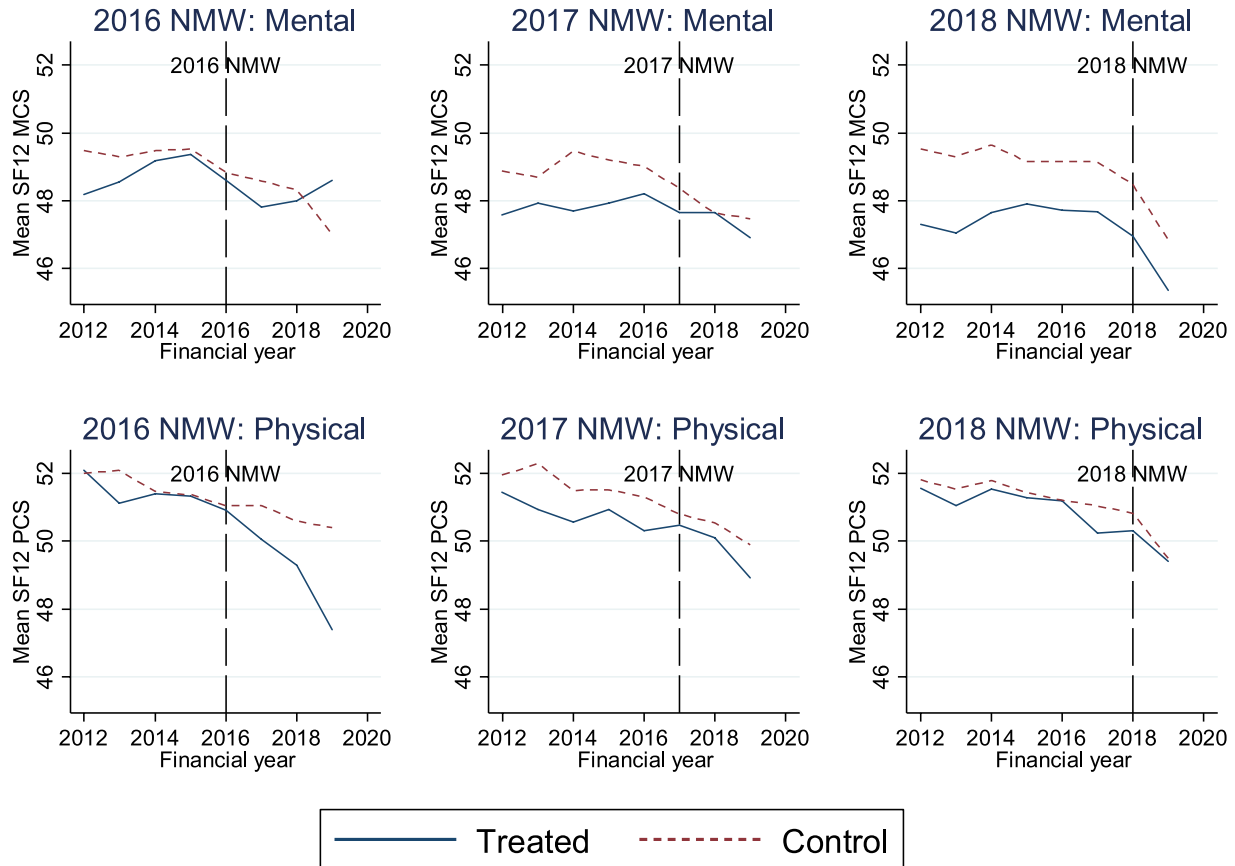 2016 NMW: Mental
2016 NMW
Mean SF12 MCS
52
50
48
46
2012 2014 2016 2018 2020
Financial year
2017 NMW: Mental
2017 NMW
Mean SF12 MCS
52
50
48
46
2012 2014 2016 2018 2020
Financial year
2018 NMW: Mental
2018 NMW
Mean SF12 MCS
52
50
48
46
2012 2014 2016 2018 2020
Financial year
2016 NMW: Physical
2016 NMW
Mean SF12 PCS
52
50
48
46
2012 2014 2016 2018 2020
Financial year
2017 NMW: Physical
2017 NMW
Mean SF12 PCS
52
50
48
46
2012 2014 2016 2018 2020
Financial year
2018 NMW: Physical
2018 NMW
Mean SF12 PCS
52
50
48
46
2012 2014 2016 2018 2020
Financial year
Treated Control